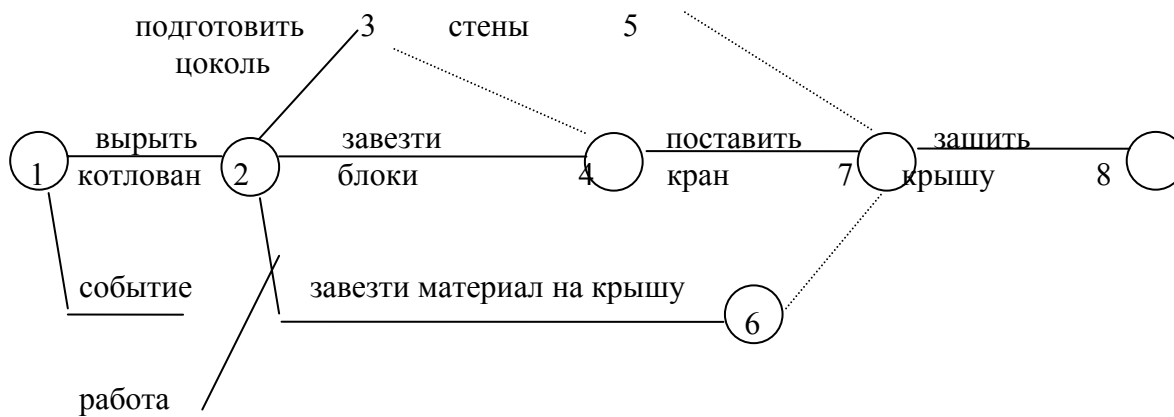 подготовить 3 стены 5
цоколь
вырыть завезти поставить зашить
1 котлован 2 блоки 4 кран 7 крышу 8
событие завезти материал на крышу
6
работа